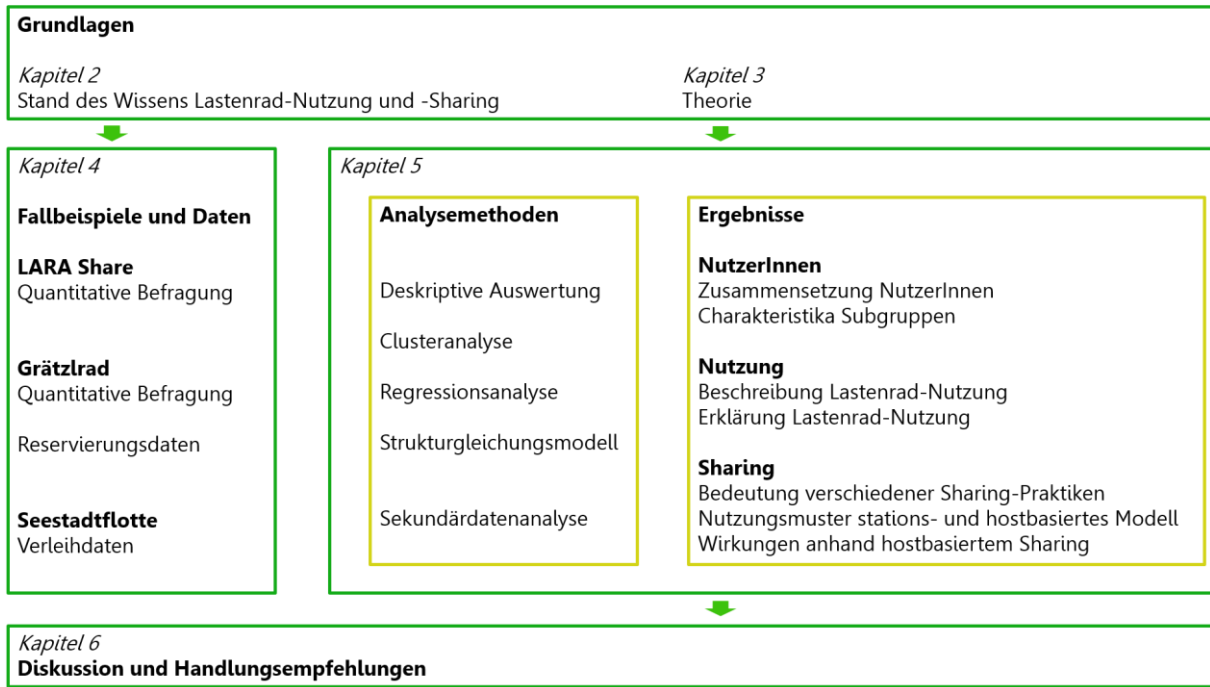 Grundlagen
Kapitel 2
Stand des Wissens Lastenrad-Nutzung und -Sharing
Kapitel 3
Theorie
Kapitel 4
Fallbeispiele und Daten
LARA Share
Quantitative Befragung
Grätzlrad
Quantitative Befragung
Reservierungsdaten
Seestadtflotte
Verleihdaten
Kapitel 5
Analysemethoden
Deskriptive Auswertung
Clusteranalyse
Regressionsanalyse
Strukturgleichungsmodell
Sekundärdatenanalyse
Ergebnisse
NutzerInnen
Zusammensetzung NutzerInnen
Charakteristika Subgruppen
Nutzung
Beschreibung Lastenrad-Nutzung
Erklärung Lastenrad-Nutzung
Sharing
Bedeutung verschiedener Sharing-Praktiken
Nutzungsmuster stations- und hostbasiertes Modell
Wirkungen anhand hostbasiertem Sharing
Kapitel 6
Diskussion und Handlungsempfehlungen